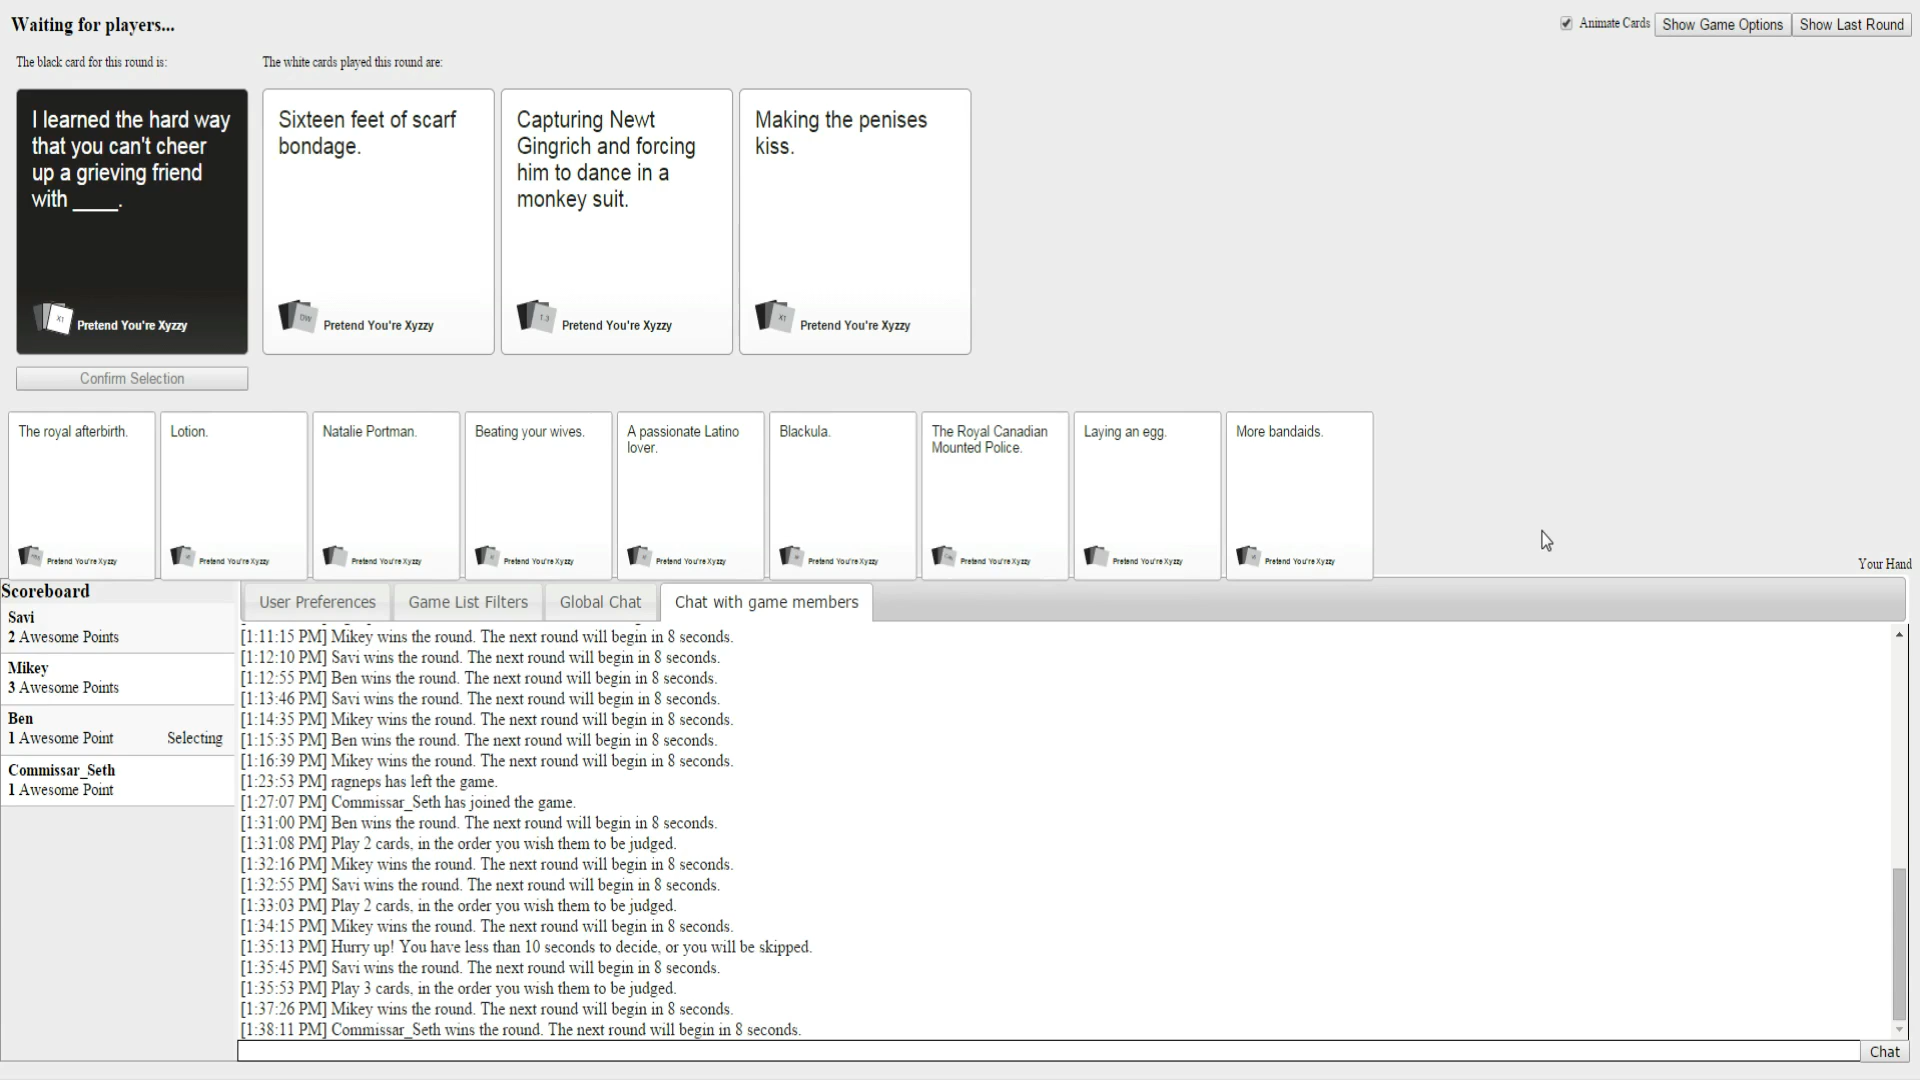 Waiting for players...
Animate Cards
Show Game Options
Show Last Round
The black card for this round is:
The white cards played this round are:
I learned the hard way
that you can't cheer
up a grieving friend
with ____.
X1
Pretend You're Xyzzy
Sixteen feet of scarf
bondage.
DW
Pretend You're Xyzzy
Capturing Newt
Gingrich and forcing
him to dance in a
monkey suit.
1.3
Pretend You're Xyzzy
Making the penises
kiss.
X1
Pretend You're Xyzzy
Confirm Selection
The royal afterbirth.
Pretend You're Xyzzy
Lotion.
Pretend You're Xyzzy
Natalie Portman.
Pretend You're Xyzzy
Beating your wives.
Pretend You're Xyzzy
A passionate Latino
lover.
Pretend You're Xyzzy
Blackula.
Pretend You're Xyzzy
The Royal Canadian
Mounted Police.
Pretend You're Xyzzy
Laying an egg.
Pretend You're Xyzzy
More bandaids.
Pretend You're Xyzzy
Your Hand
Scoreboard
Savi
2 Awesome Points
Mikey
3 Awesome Points
Ben
1 Awesome Point
Selecting
Commissar_Seth
1 Awesome Point
User Preferences
Game List Filters
Global Chat
Chat with game members
[1:11:15 PM] Mikey wins the round. The next round will begin in 8 seconds.
[1:12:10 PM] Savi wins the round. The next round will begin in 8 seconds.
[1:12:55 PM] Ben wins the round. The next round will begin in 8 seconds.
[1:13:46 PM] Savi wins the round. The next round will begin in 8 seconds.
[1:14:35 PM] Mikey wins the round. The next round will begin in 8 seconds.
[1:15:35 PM] Ben wins the round. The next round will begin in 8 seconds.
[1:16:39 PM] Mikey wins the round. The next round will begin in 8 seconds.
[1:23:53 PM] ragneps has left the game.
[1:27:07 PM] Commissar_Seth has joined the game.
[1:31:00 PM] Ben wins the round. The next round will begin in 8 seconds.
[1:31:08 PM] Play 2 cards, in the order you wish them to be judged.
[1:32:16 PM] Mikey wins the round. The next round will begin in 8 seconds.
[1:32:55 PM] Savi wins the round. The next round will begin in 8 seconds.
[1:33:03 PM] Play 2 cards, in the order you wish them to be judged.
[1:34:15 PM] Mikey wins the round. The next round will begin in 8 seconds.
[1:35:13 PM] Hurry up! You have less than 10 seconds to decide, or you will be skipped.
[1:35:45 PM] Savi wins the round. The next round will begin in 8 seconds.
[1:35:53 PM] Play 3 cards, in the order you wish them to be judged.
[1:37:26 PM] Mikey wins the round. The next round will begin in 8 seconds.
[1:38:11 PM] Commissar_Seth wins the round. The next round will begin in 8 seconds.
Chat